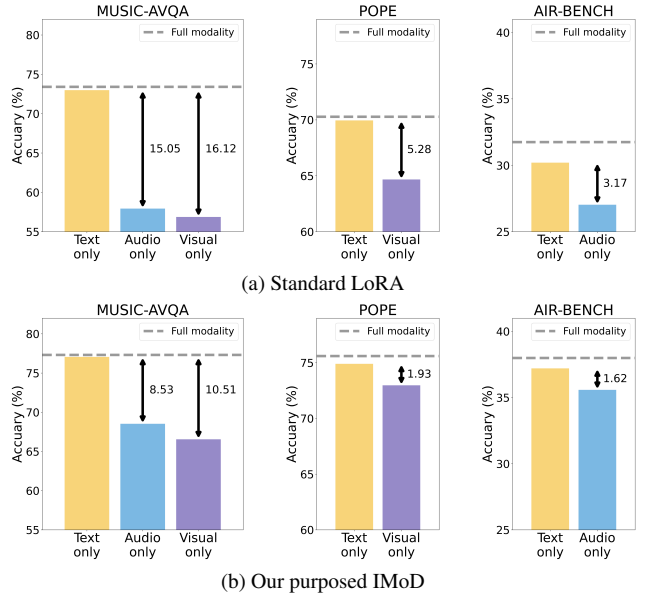 MUSIC-AVQA
Full modality
Accuary (%)
80
75
70
65
60
55
15.05
16.12
Text only
Audio only
Visual only
POPE
Full modality
Accuary (%)
75
70
65
60
5.28
Text only
Visual only
AIR-BENCH
Full modality
Accuary (%)
40
35
30
25
3.17
Text only
Audio only
(a) Standard LoRA
MUSIC-AVQA
Full modality
Accuary (%)
80
75
70
65
60
55
8.53
10.51
Text only
Audio only
Visual only
POPE
Full modality
Accuary (%)
75
70
65
60
1.93
Text only
Visual only
AIR-BENCH
Full modality
Accuary (%)
40
35
30
25
1.62
Text only
Audio only
(b) Our purposed IMoD